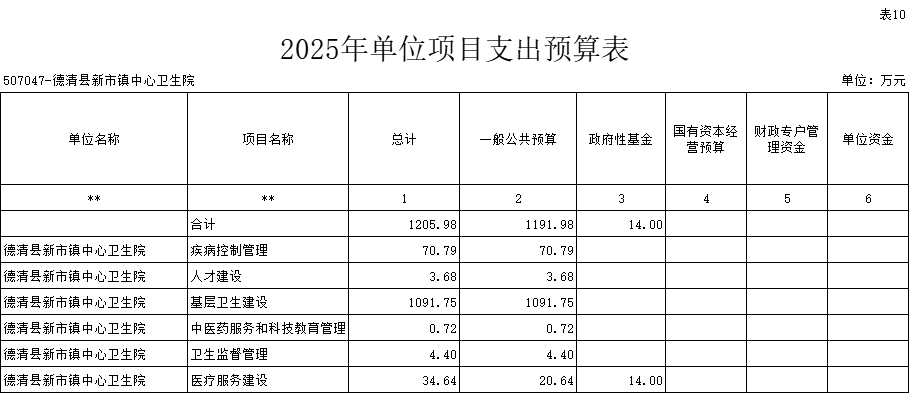 表10
2025年单位项目支出预算表
507047-德清县新市镇中心卫生院 单位：万元
单位名称 项目名称 总计 一般公共预算 政府性基金 国有资本经营预算 财政专户管理资金 单位资金
** ** 1 2 3 4 5 6
合计 1205.98 1191.98 14.00
德清县新市镇中心卫生院 疾病控制管理 70.79 70.79
德清县新市镇中心卫生院 人才建设 3.68 3.68
德清县新市镇中心卫生院 基层卫生建设 1091.75 1091.75
德清县新市镇中心卫生院 中医药服务和科技教育管理 0.72 0.72
德清县新市镇中心卫生院 卫生监督管理 4.40 4.40
德清县新市镇中心卫生院 医疗服务建设 34.64 20.64 14.00